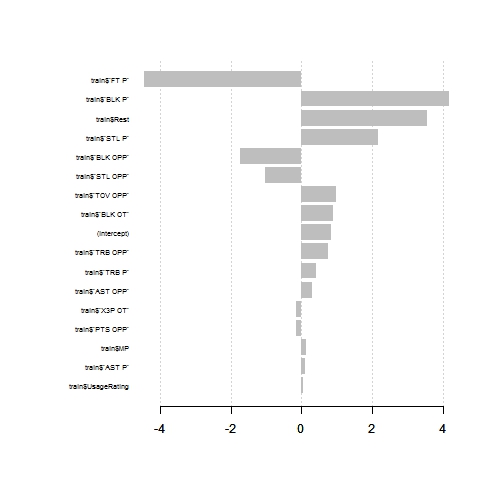 train$`FT P`
train$`BLK P`
train$Rest
train$`STL P`
train$`BLK OPP`
train$`STL OPP`
train$`TOV OPP`
train$`BLK OT`
(Intercept)
train$`TRB OPP`
train$`TRB P`
train$`AST OPP`
train$`X3P OT`
train$`PTS OPP`
train$MP
train$`AST P`
train$UsageRating
-4 -2 0 2 4